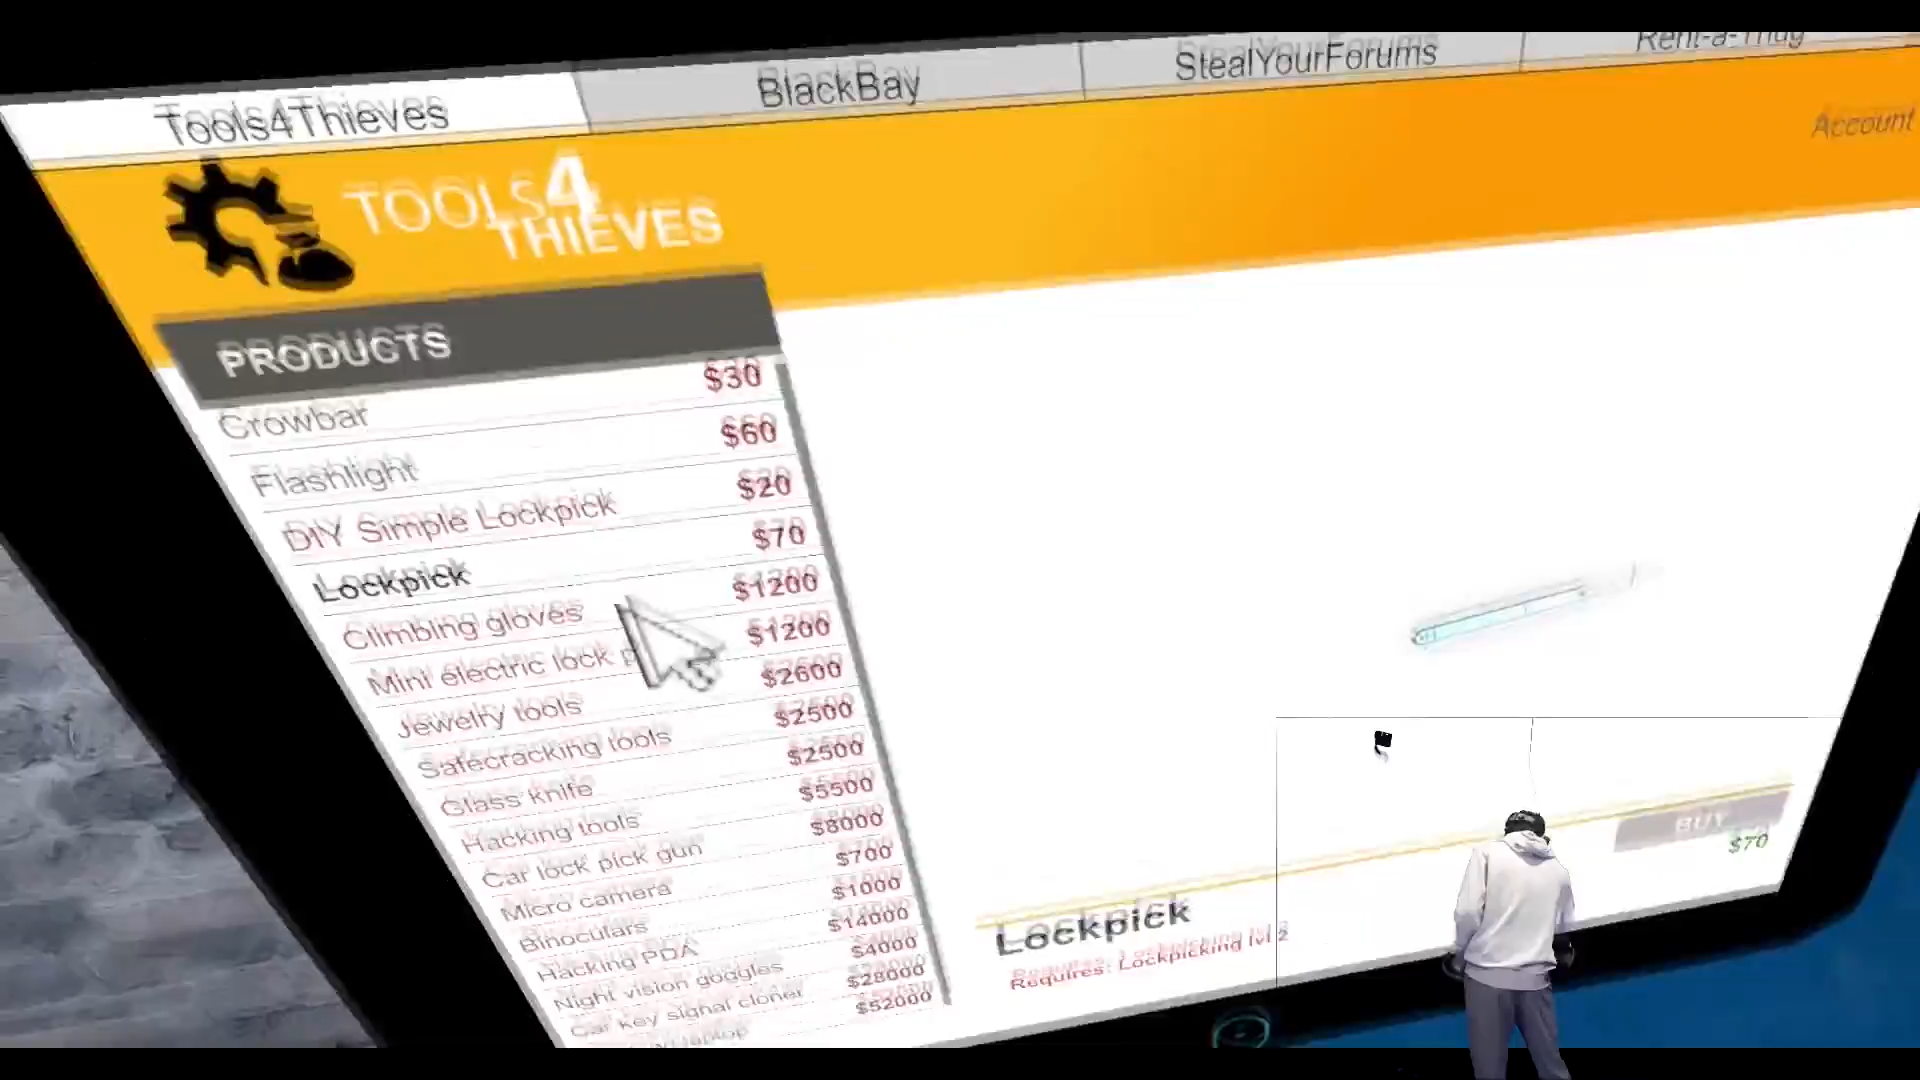 Tools4Thieves
BlackBay
StealYourForums
Rent-a-Thug
Account
TOOLS 4
THIEVES
PRODUCTS
Crowbar $30
Flashlight $60
DIY Simple Lockpick $20
Lockpick $70
Climbing gloves $1200
Mini electric lock $1200
Jewelry tools $2600
Safecracking tools $2500
Glass knife $2500
Hacking tools $5500
Car lock pick gun $8000
Micro camera $700
Binoculars $1000
Hacking PDA $14000
Night vision goggles $4000
Car key signal cloner $28000
laptop $52000
BUY
$70
Lockpick
Requires: Lockpicking lvl 2